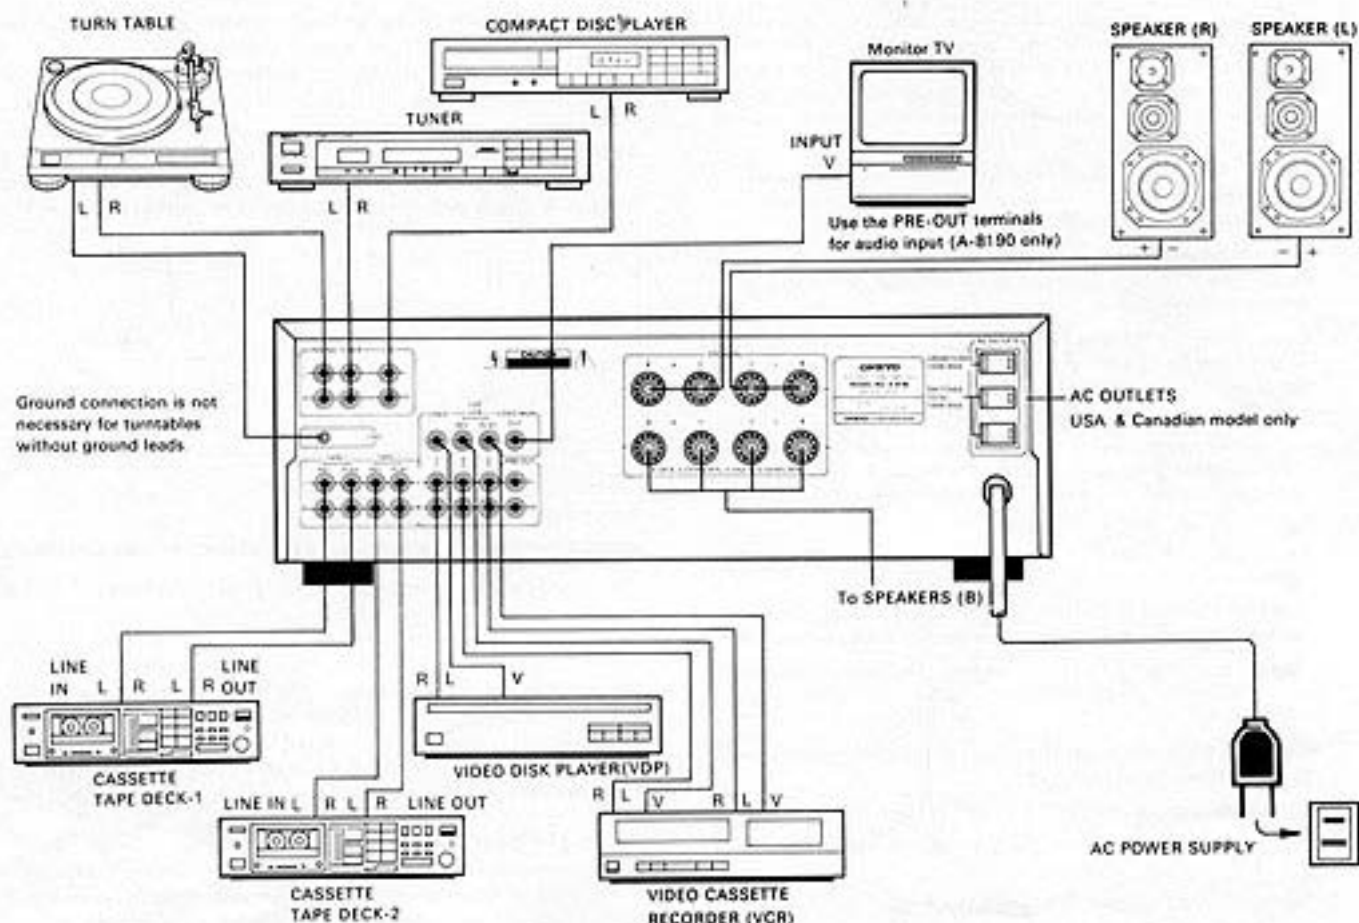 TURN TABLE
COMPACT DISC PLAYER
Monitor TV
SPEAKER (R)
SPEAKER (L)
TUNER
L R
INPUT
V
L R
L R
Use the PRE-OUT terminals
for audio input (A-8190 only)
+ −
− +
CAUTION
ONKYO
Ground connection is not
necessary for turntables
without ground leads
AC OUTLETS
USA & Canadian model only
To SPEAKERS (B)
LINE
IN L R L R LINE
OUT
R L V
CASSETTE
TAPE DECK-1
VIDEO DISK PLAYER(VDP)
LINE IN L R L R LINE OUT
R L V R L V
AC POWER SUPPLY
CASSETTE
TAPE DECK-2
VIDEO CASSETTE
RECORDER (VCR)